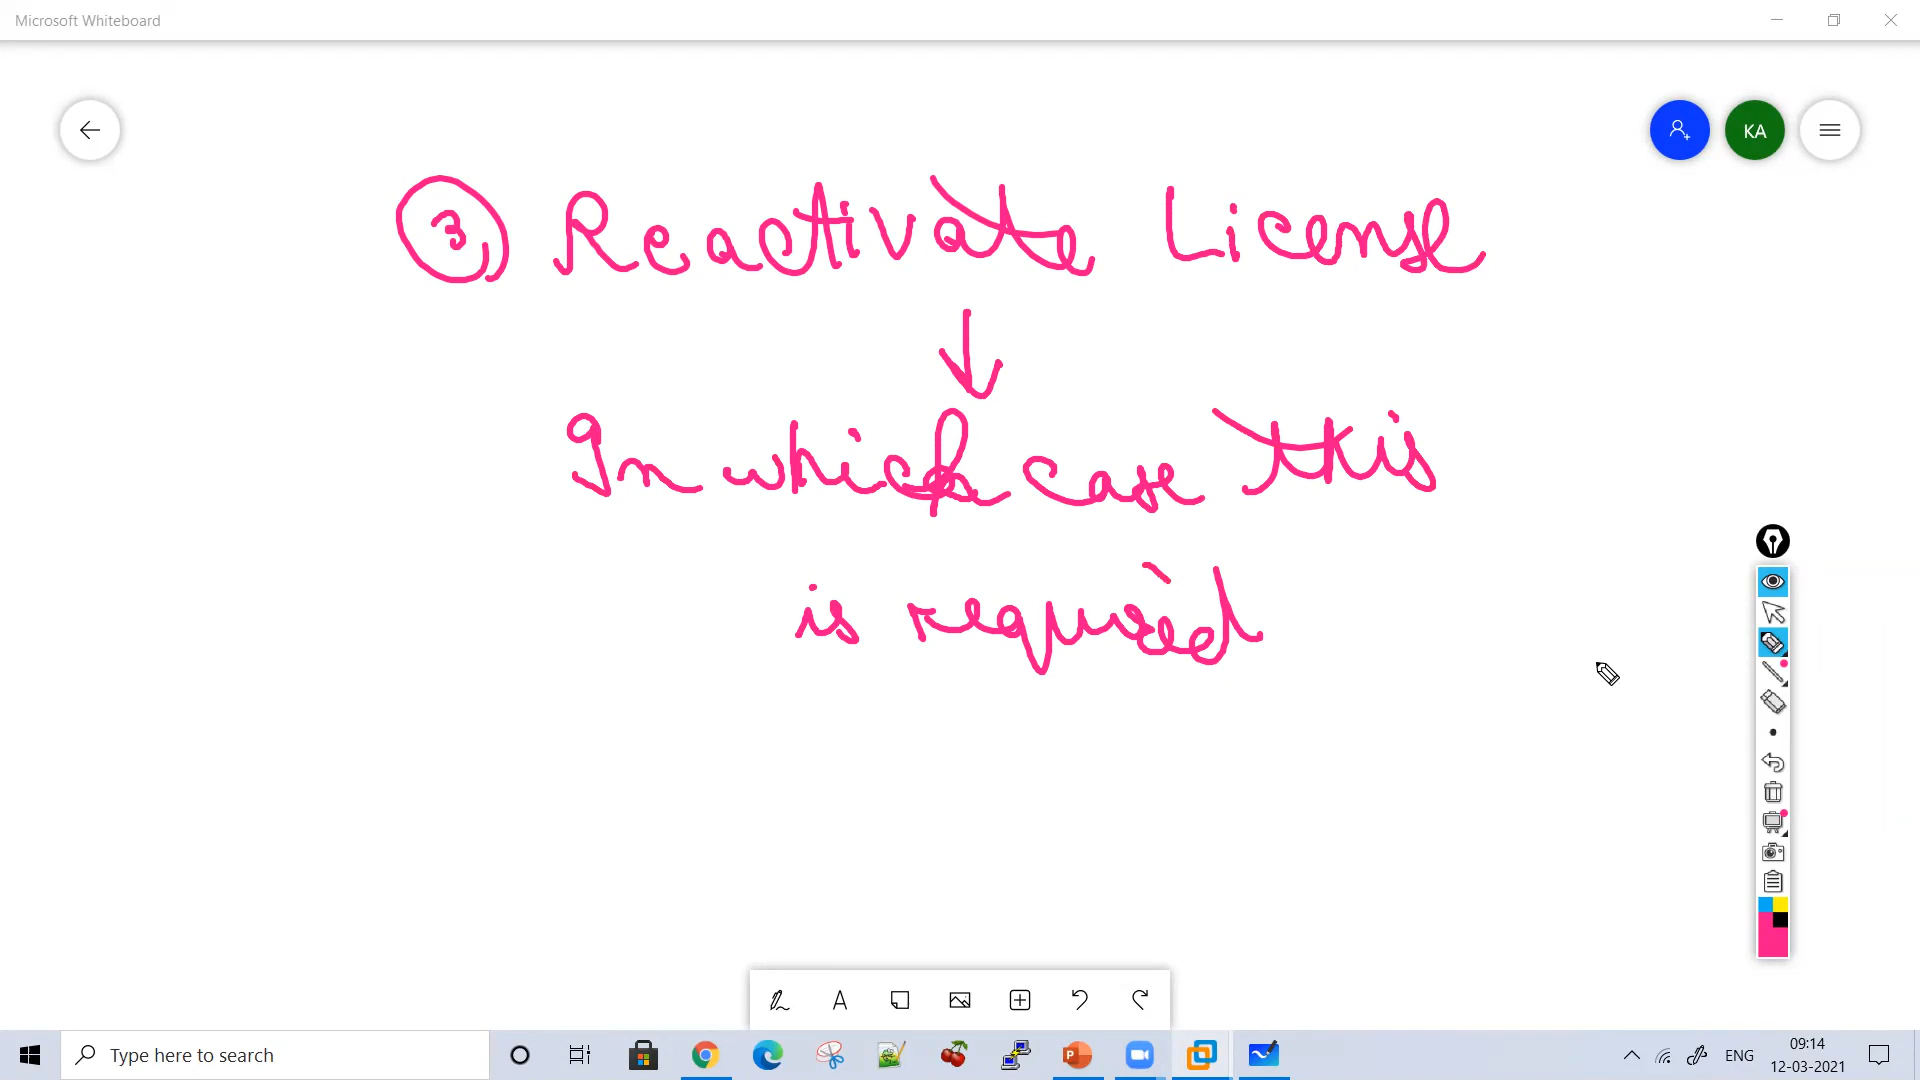 Microsoft Whiteboard
KA
3 Reactivate License
In which case this
is required
Type here to search
ENG
09:14
12-03-2021